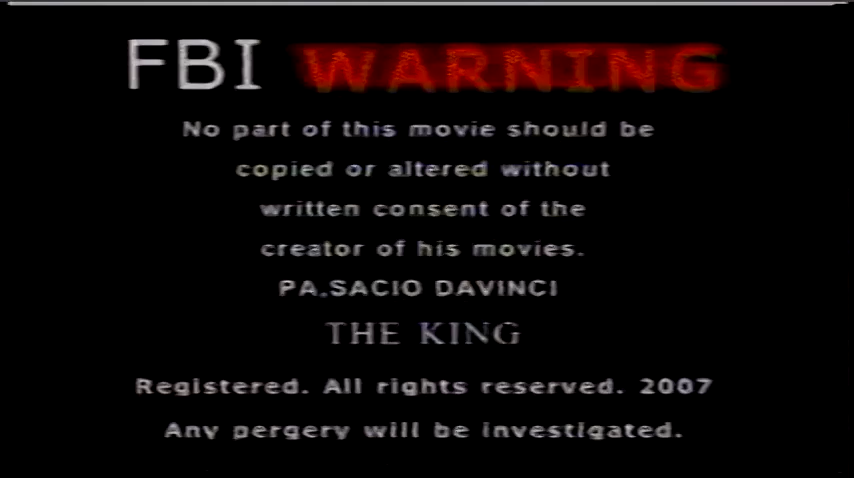 FBI WARNING
No part of this movie should be
copied or altered without
written consent of the
creator of his movies.
PA.SACIO DAVINCI
THE KING
Registered. All rights reserved. 2007
Any pergery will be investigated.